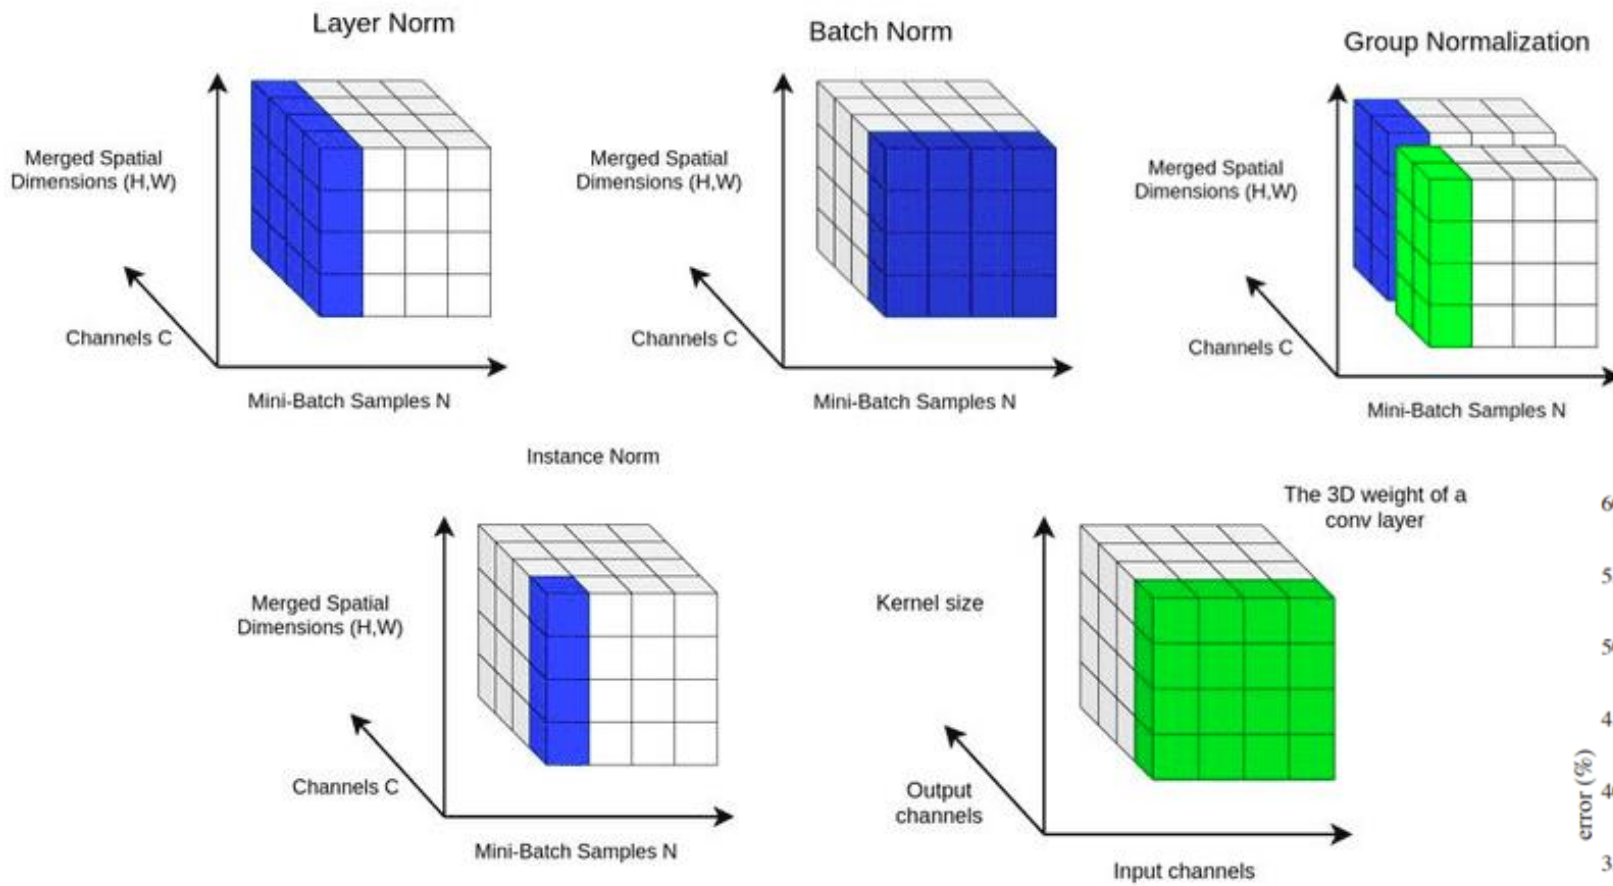 Layer Norm
Batch Norm
Group Normalization
Merged Spatial
Dimensions (H,W)
Channels C
Mini-Batch Samples N
Merged Spatial
Dimensions (H,W)
Channels C
Mini-Batch Samples N
Merged Spatial
Dimensions (H,W)
Channels C
Mini-Batch Samples N
Instance Norm
Merged Spatial
Dimensions (H,W)
Channels C
Mini-Batch Samples N
The 3D weight of a
conv layer
Kernel size
Output
channels
Input channels
error (%)